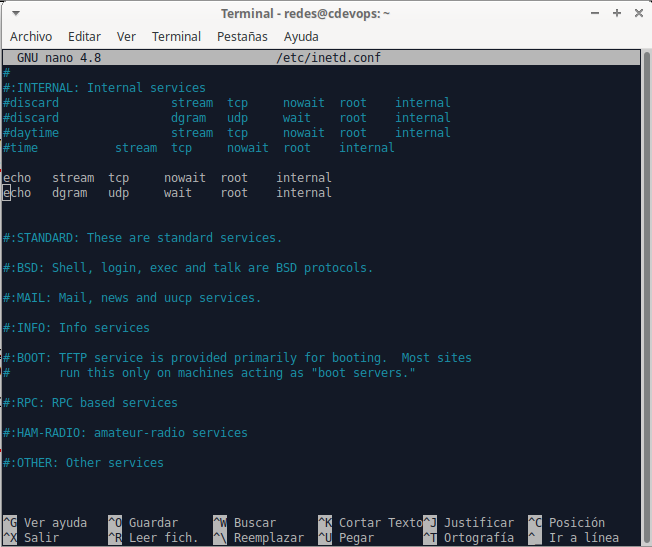 Terminal - redes@cdevops: ~
Archivo Editar Ver Terminal Pestañas Ayuda
GNU nano 4.8 /etc/inetd.conf
#
#:INTERNAL: Internal services
#discard stream tcp nowait root internal
#discard dgram udp wait root internal
#daytime stream tcp nowait root internal
#time stream tcp nowait root internal
echo stream tcp nowait root internal
echo dgram udp wait root internal
#:STANDARD: These are standard services.
#:BSD: Shell, login, exec and talk are BSD protocols.
#:MAIL: Mail, news and uucp services.
#:INFO: Info services
#:BOOT: TFTP service is provided primarily for booting. Most sites
# run this only on machines acting as "boot servers."
#:RPC: RPC based services
#:HAM-RADIO: amateur-radio services
#:OTHER: Other services
^G Ver ayuda ^O Guardar ^W Buscar ^K Cortar Texto ^J Justificar ^C Posición
^X Salir ^R Leer fich. ^\ Reemplazar ^U Pegar ^T Ortografía ^ Ir a línea